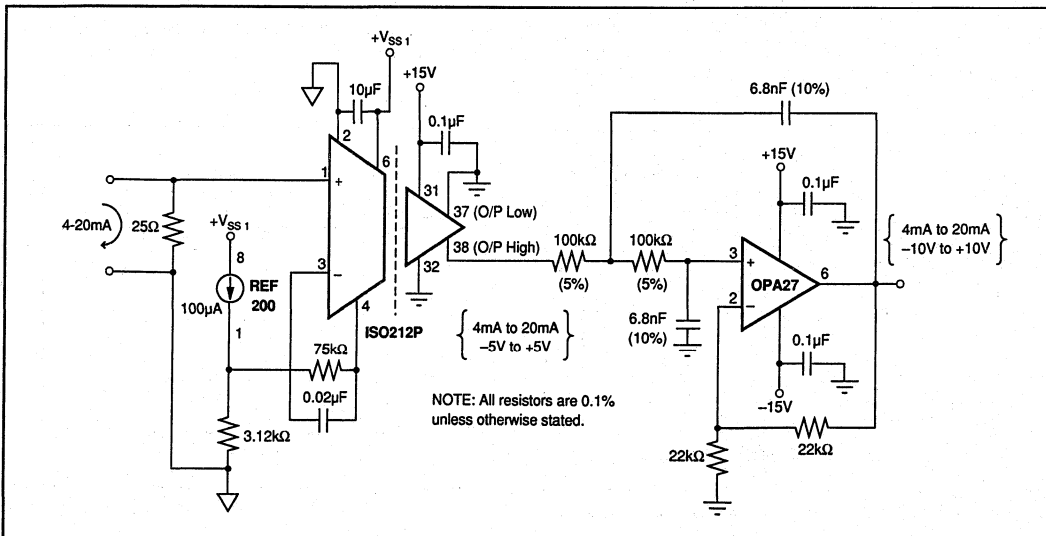 +VSS 1
+15V
10µF
0.1µF
6.8nF (10%)
2
6
1
+
4-20mA
25Ω
+VSS 1
8
REF
200
100µA
1
3
–
4
ISO212P
75kΩ
0.02µF
3.12kΩ
31
37 (O/P Low)
38 (O/P High)
32
4mA to 20mA
–5V to +5V
NOTE: All resistors are 0.1%
unless otherwise stated.
100kΩ
(5%)
100kΩ
(5%)
6.8nF
(10%)
+15V
0.1µF
3
+
OPA27
6
2
–
0.1µF
–15V
22kΩ
22kΩ
4mA to 20mA
–10V to +10V